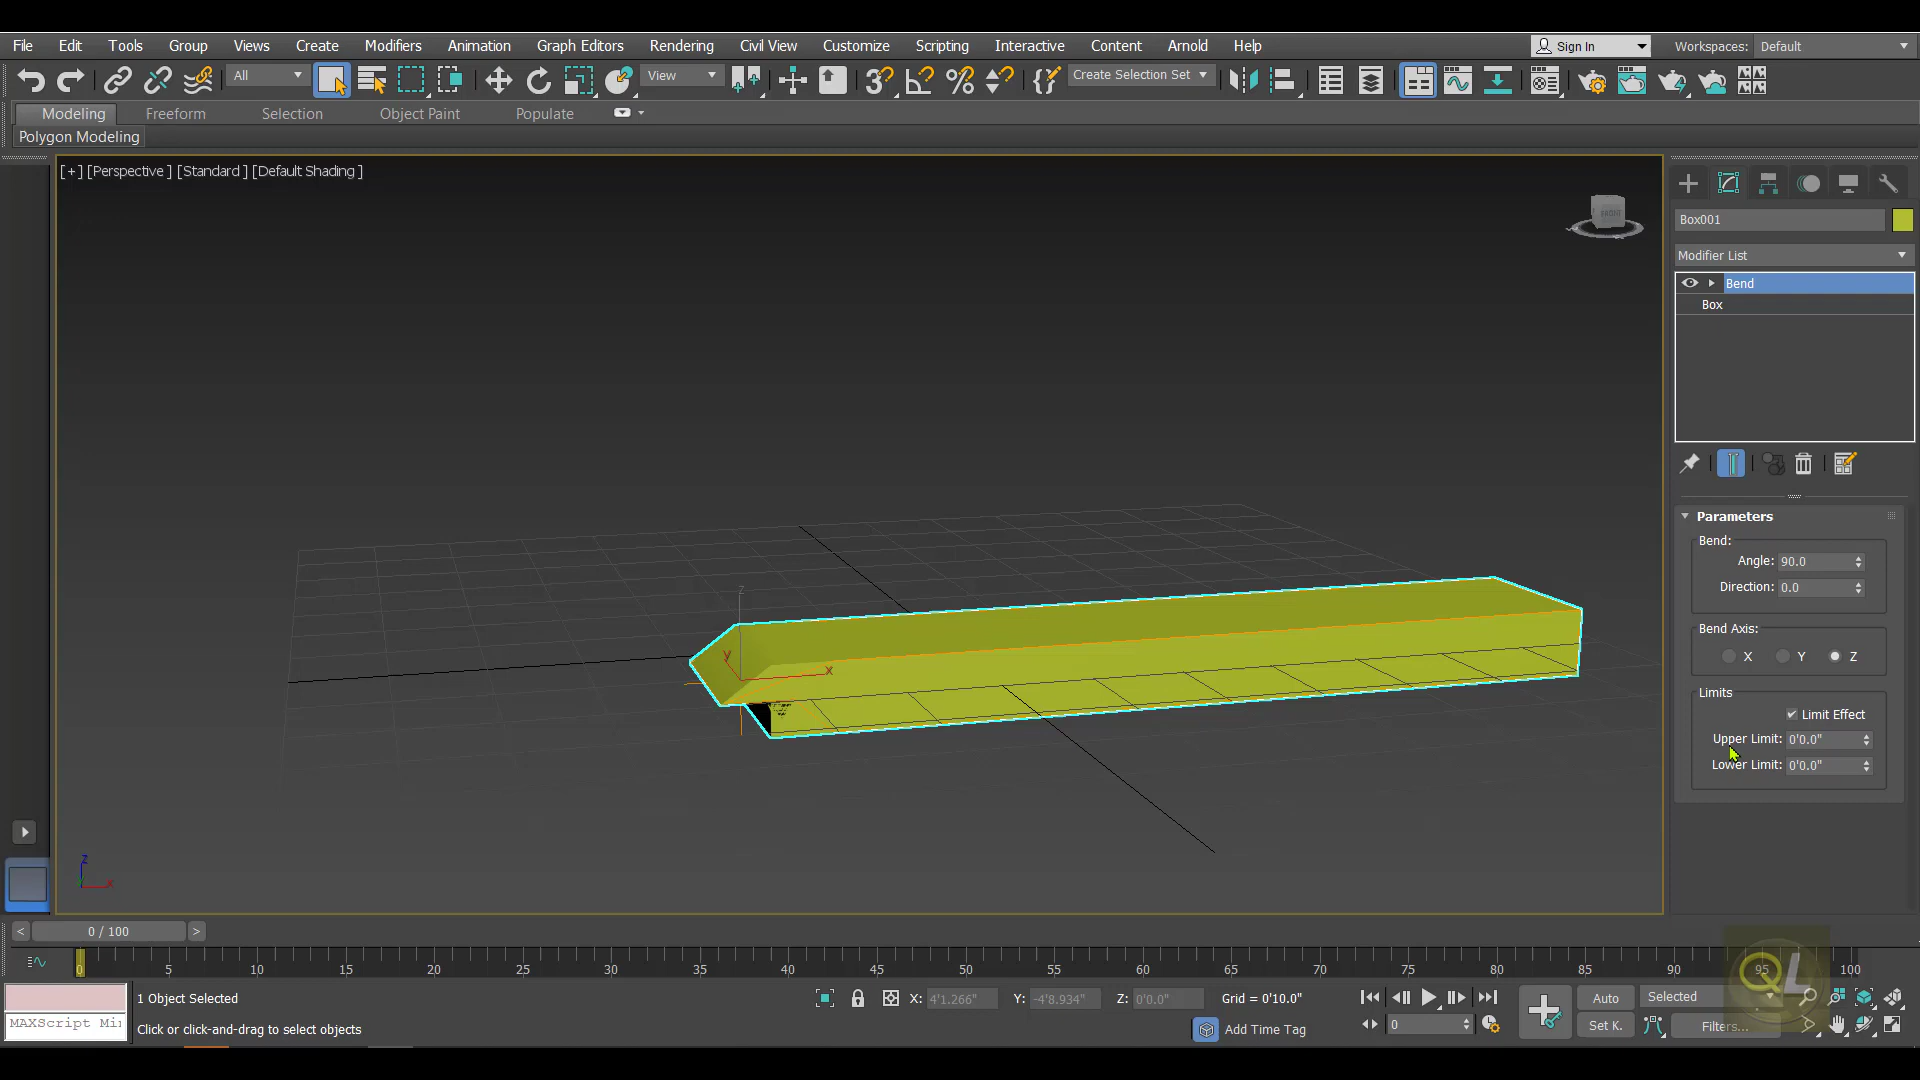 File Edit Tools Group Views Create Modifiers Animation Graph Editors Rendering Civil View Customize Scripting Interactive Content Arnold Help Sign In Workspaces: Default
All View Create Selection Set
Modeling Freeform Selection Object Paint Populate
Polygon Modeling
[+] [Perspective ] [Standard ] [Default Shading ]
Box001
Modifier List
Bend
Box
Parameters
Bend:
Angle: 90.0
Direction: 0.0
Bend Axis:
X Y Z
Limits
Limit Effect
Upper Limit: 0'0.0"
Lower Limit: 0'0.0"
z
y
x
z
x
< 0 / 100 >
0 5 10 15 20 25 30 35 40 45 50 55 60 65 70 75 80 85 90 95 100
QL
1 Object Selected X: 4'1.266" Y: -4'8.934" Z: 0'0.0" Grid = 0'10.0" Auto Selected
MAXScript Mi Click or click-and-drag to select objects Add Time Tag 0 Set K. Filters...